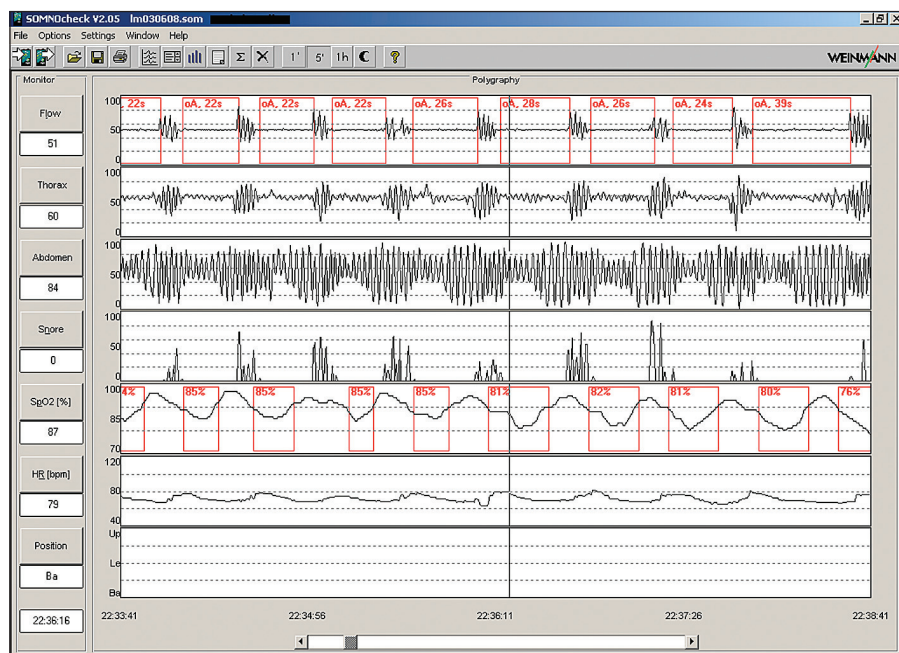 SOMNOcheck V2.05 lm030608.som
File Options Settings Window Help
1' 5' 1h Σ ?
WEINMANN
Monitor
Polygraphy
Flow
51
100
50
0
22s
oA, 22s
oA, 22s
oA, 22s
oA, 26s
oA, 28s
oA, 26s
oA, 24s
oA, 39s
Thorax
60
100
50
0
Abdomen
84
100
50
0
Snore
0
100
50
0
SpO2 [%]
87
100
85
70
4%
85%
85%
85%
85%
81%
82%
81%
80%
76%
HR [bpm]
79
120
80
40
Position
Ba
Up
Le
Ba
22:36:16
22:33:41
22:34:56
22:36:11
22:37:26
22:38:41